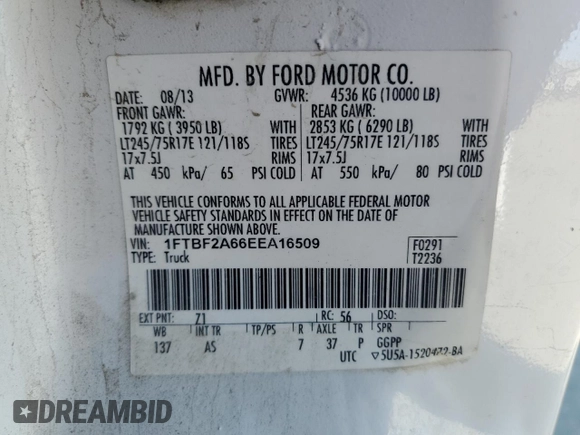 MFD. BY FORD MOTOR CO.
DATE: 08/13 GVWR: 4536 KG (10000 LB)
FRONT GAWR: REAR GAWR:
1792 KG ( 3950 LB) WITH 2853 KG ( 6290 LB) WITH
LT245/75R17E 121/118S TIRES LT245/75R17E 121/118S TIRES
17x7.5J RIMS 17x7.5J RIMS
AT 450 kPa/ 65 PSI COLD AT 550 kPa/ 80 PSI COLD
THIS VEHICLE CONFORMS TO ALL APPLICABLE FEDERAL MOTOR
VEHICLE SAFETY STANDARDS IN EFFECT ON THE DATE OF
MANUFACTURE SHOWN ABOVE.
VIN: 1FTBF2A66EEA16509 F0291
TYPE: Truck T2236
EXT PNT: Z1 RC: 56 DSO:
WB INT TR TP/PS R AXLE TR SPR
137 AS 7 37 P GGPP
UTC ▽5U5A-1520472-BA
DREAMBID